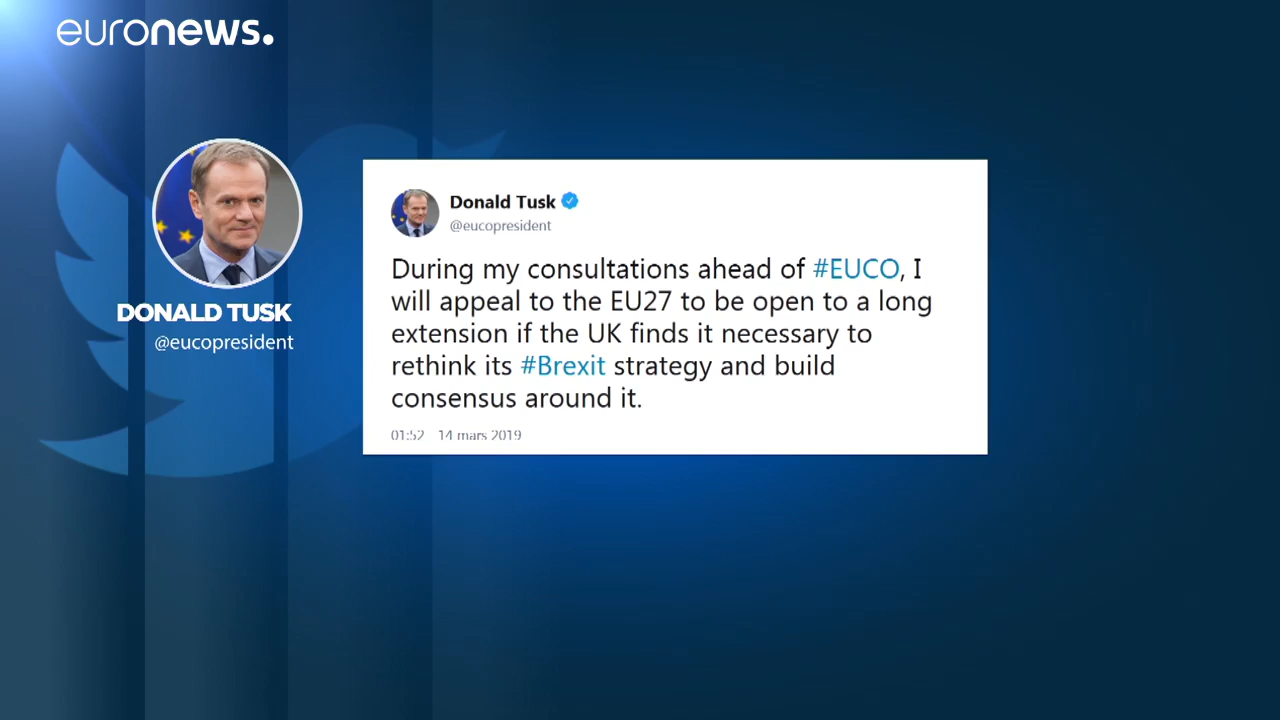 euronews.
DONALD TUSK
@eucopresident
Donald Tusk
@eucopresident
During my consultations ahead of #EUCO, I
will appeal to the EU27 to be open to a long
extension if the UK finds it necessary to
rethink its #Brexit strategy and build
consensus around it.
01:52 14 mars 2019